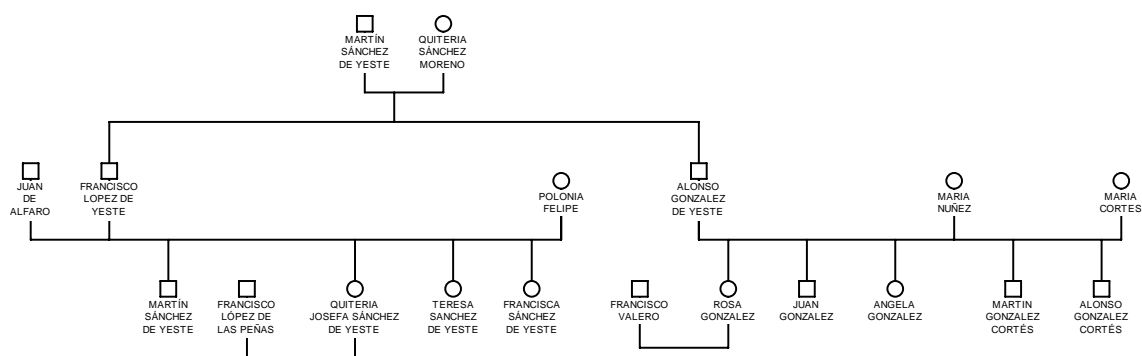 MARTÍN
SÁNCHEZ
DE YESTE
QUITERIA
SÁNCHEZ
MORENO
JUAN
DE
ALFARO
FRANCISCO
LOPEZ DE
YESTE
POLONIA
FELIPE
ALONSO
GONZALEZ
DE YESTE
MARIA
NUÑEZ
MARIA
CORTES
MARTÍN
SÁNCHEZ
DE YESTE
FRANCISCO
LÓPEZ DE
LAS PEÑAS
QUITERIA
JOSEFA SÁNCHEZ
DE YESTE
TERESA
SANCHEZ
DE YESTE
FRANCISCA
SÁNCHEZ
DE YESTE
FRANCISCO
VALERO
ROSA
GONZALEZ
JUAN
GONZALEZ
ANGELA
GONZALEZ
MARTIN
GONZALEZ
CORTÉS
ALONSO
GONZALEZ
CORTÉS